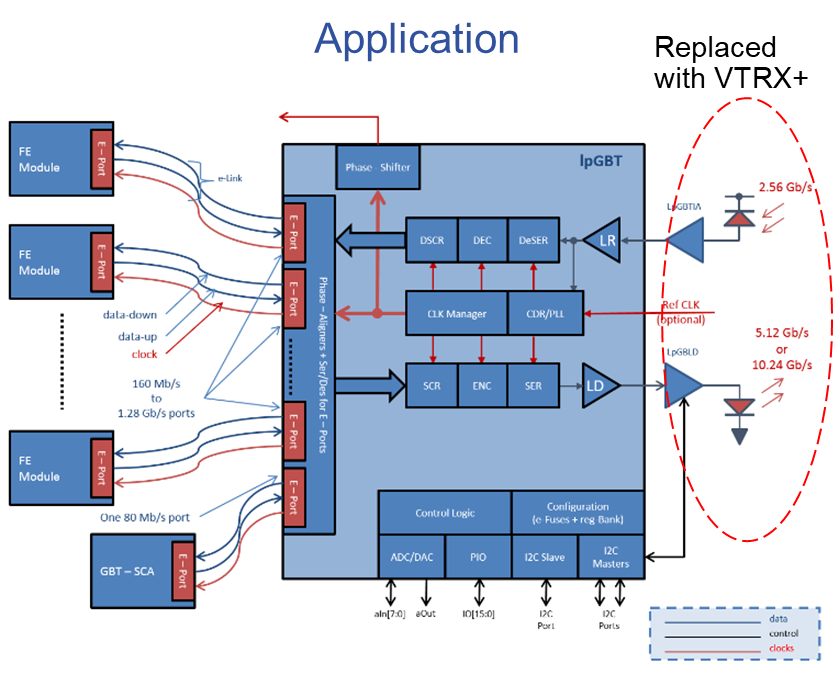 Application
Replaced
with VTRX+
FE
Module
E – Port
e-Link
FE
Module
E – Port
data-down
data-up
clock
160 Mb/s
to
1.28 Gb/s ports
FE
Module
E – Port
One 80 Mb/s port
GBT – SCA
E – Port
E – Port
E – Port
E – Port
E – Port
Phase – Aligners + Ser/Des for E – Ports
Phase - Shifter
lpGBT
DSCR
DEC
DeSER
LR
CLK Manager
CDR/PLL
SCR
ENC
SER
LD
LpGBTIA
2.56 Gb/s
Ref CLK
(optional)
LpGBLD
5.12 Gb/s
or
10.24 Gb/s
Control Logic
Configuration
(e-Fuses + reg Bank)
ADC/DAC
PIO
I2C Slave
I2C
Masters
aIn[7:0]
aOut
IO[15:0]
I2C
Port
I2C
Ports
data
control
clocks